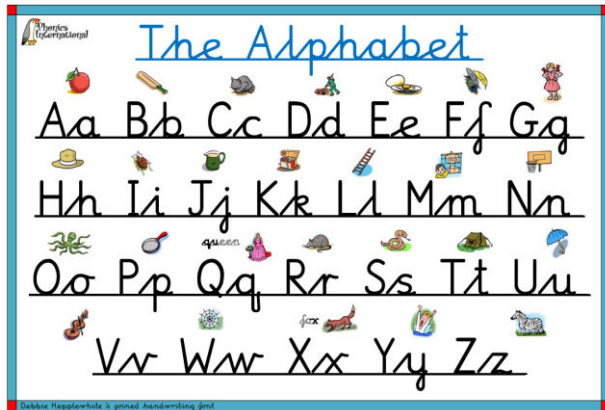 Phonics
International
The Alphabet
Aa Bb Cc Dd Ee Ff Gg
Hh Ii Jj Kk Ll Mm Nn
queen
Oo Pp Qq Rr Ss Tt Uu
fox
Vv Ww Xx Yy Zz
Debbie Hepplewhite's joined handwriting font